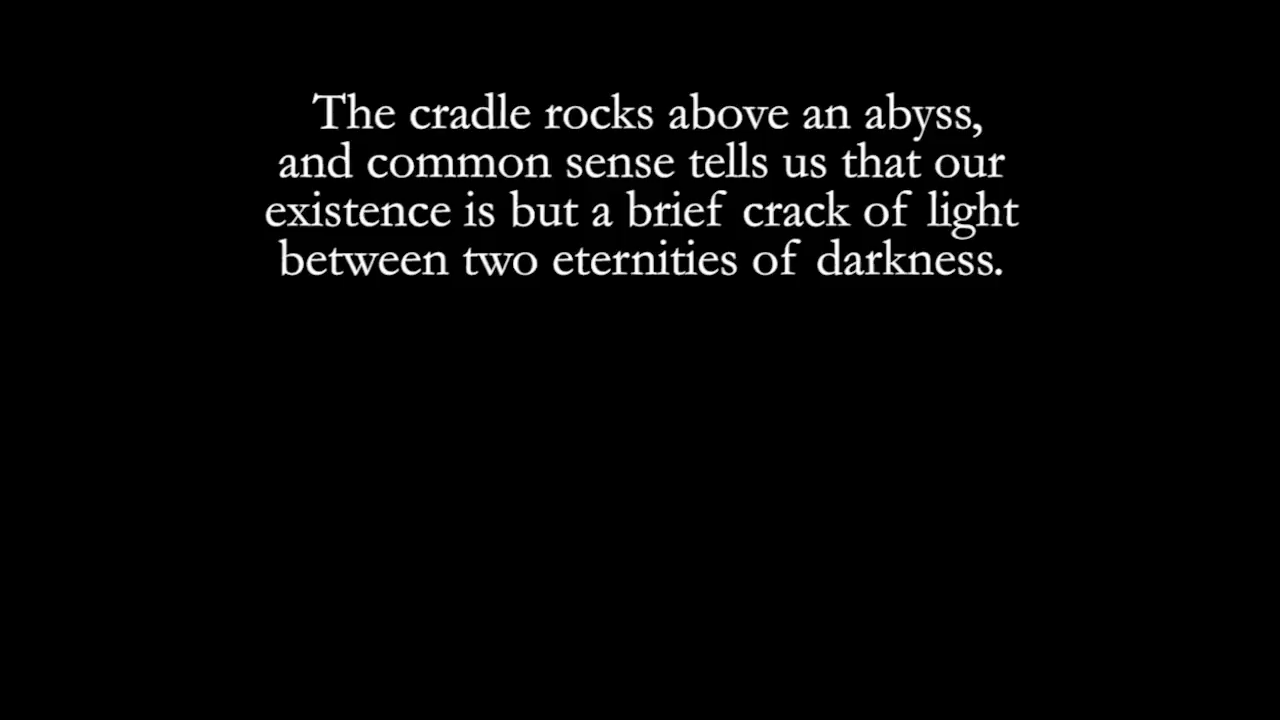 The cradle rocks above an abyss,
and common sense tells us that our
existence is but a brief crack of light
between two eternities of darkness.